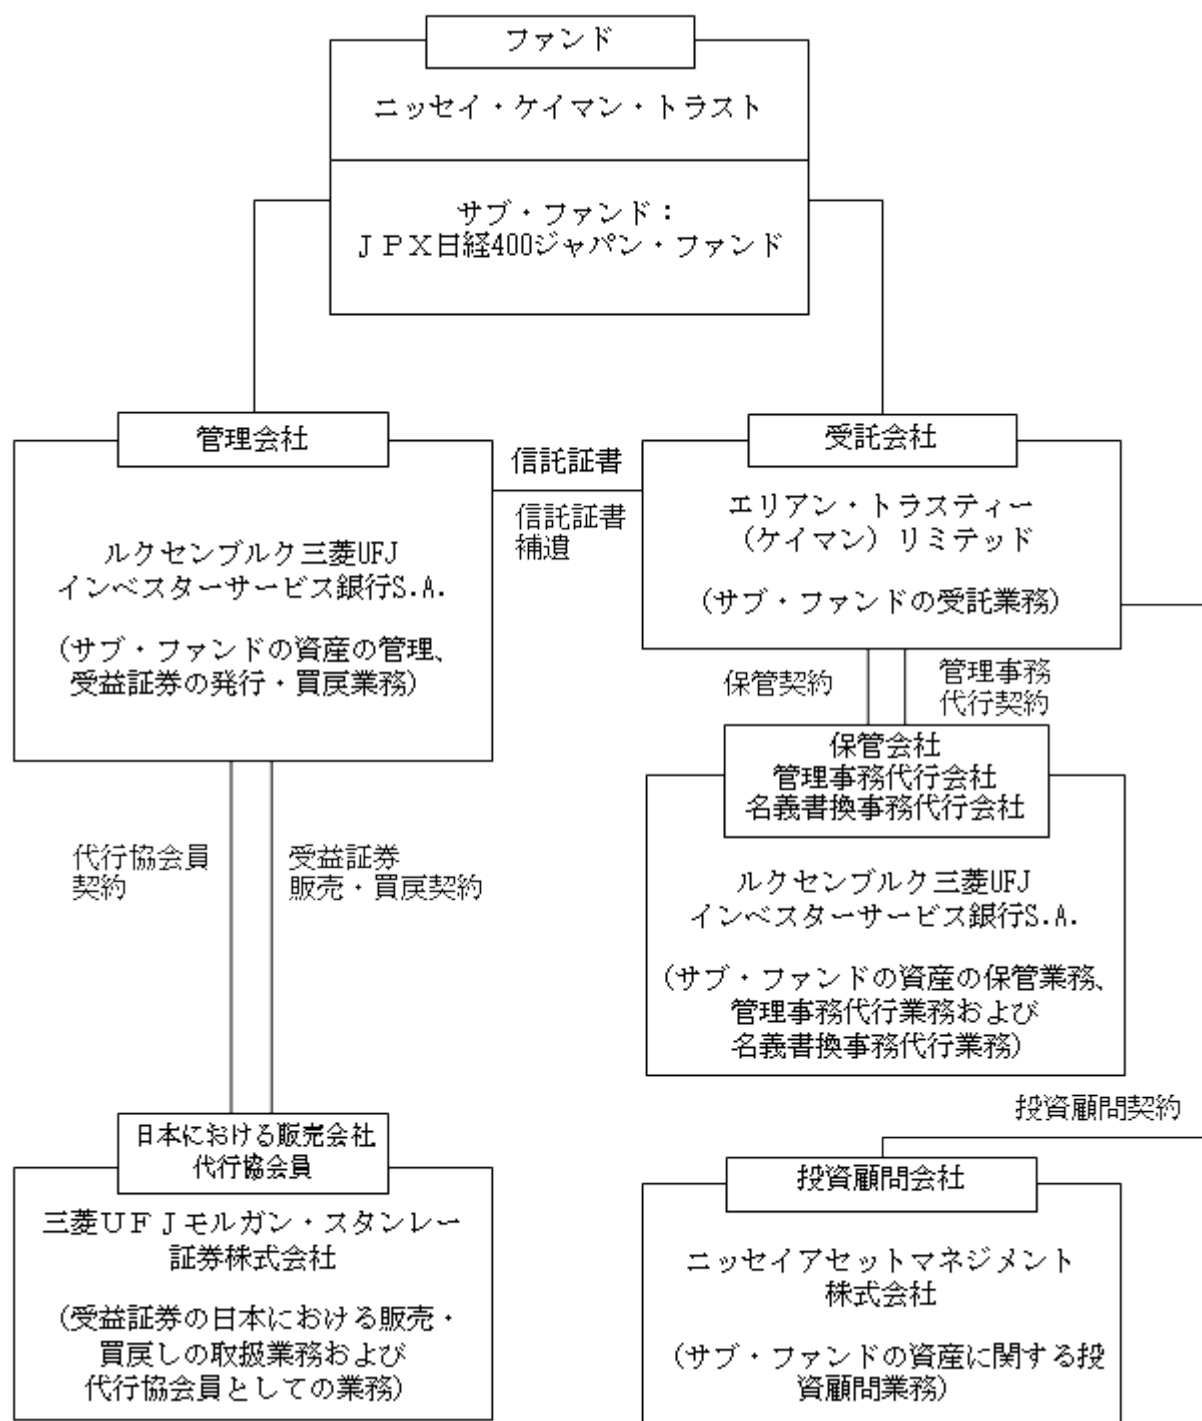 ファンド
ニッセイ・ケイマン・トラスト
サブ・ファンド：
ＪＰＸ日経400ジャパン・ファンド
管理会社
ルクセンブルク三菱UFJ
インベスターサービス銀行S.A.
(サブ・ファンドの資産の管理、
受益証券の発行・買戻業務)
信託証書
信託証書
補遺
受託会社
エリアン・トラスティー
（ケイマン）リミテッド
(サブ・ファンドの受託業務)
保管契約
管理事務
代行契約
保管会社
管理事務代行会社
名義書換事務代行会社
ルクセンブルク三菱UFJ
インベスターサービス銀行S.A.
(サブ・ファンドの資産の保管業務、
管理事務代行業務および
名義書換事務代行業務)
代行協会員
契約
受益証券
販売・買戻契約
日本における販売会社
代行協会員
三菱ＵＦＪモルガン・スタンレー
証券株式会社
(受益証券の日本における販売・
買戻しの取扱業務および
代行協会員としての業務)
投資顧問契約
投資顧問会社
ニッセイアセットマネジメント
株式会社
(サブ・ファンドの資産に関する投
資顧問業務)